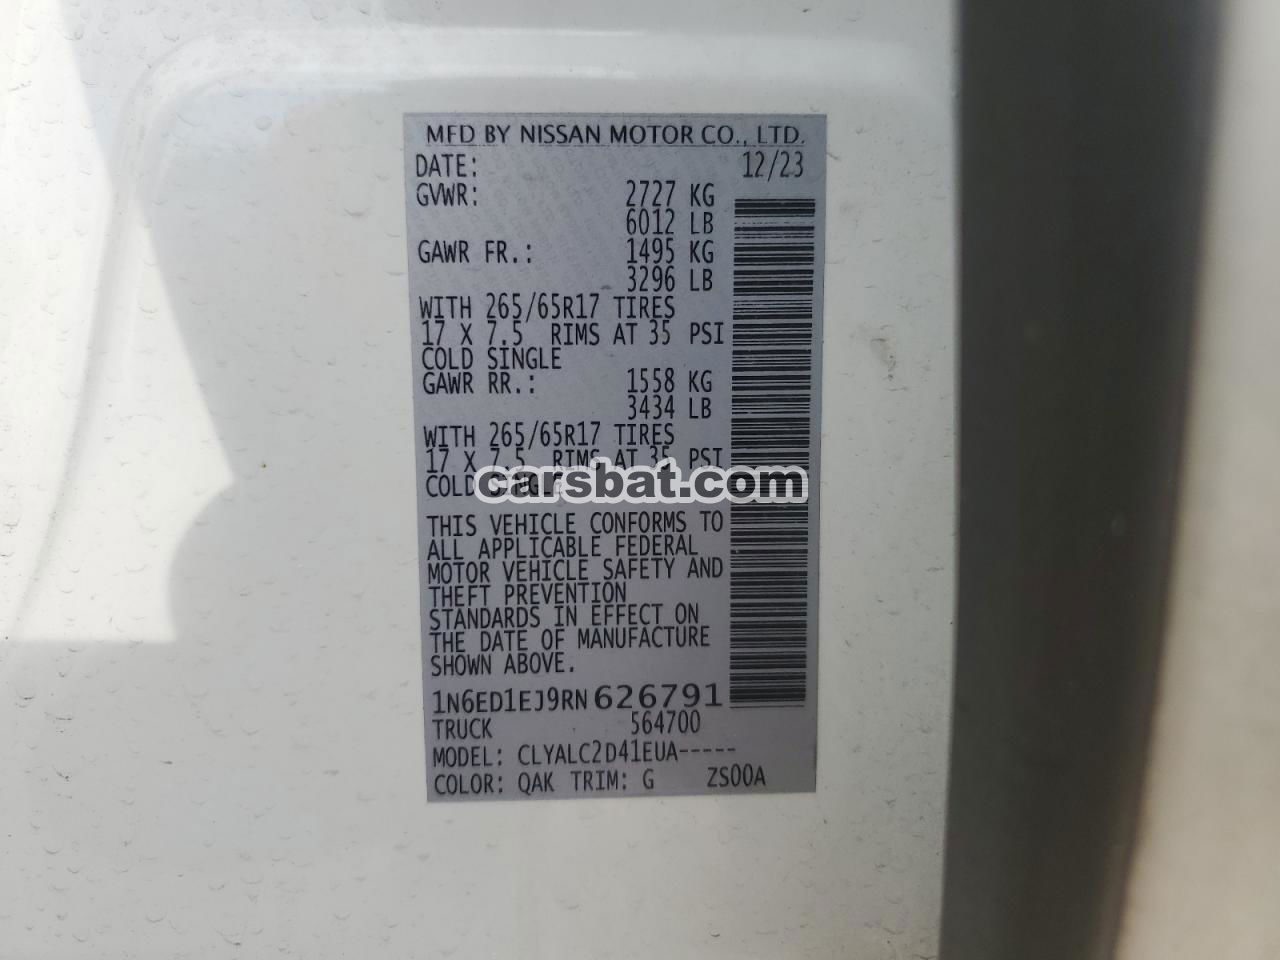 MFD BY NISSAN MOTOR CO., LTD.
DATE: 12/23
GVWR: 2727 KG
6012 LB
GAWR FR.: 1495 KG
3296 LB
WITH 265/65R17 TIRES
17 X 7.5 RIMS AT 35 PSI
COLD SINGLE
GAWR RR.: 1558 KG
3434 LB
WITH 265/65R17 TIRES
17 X 7.5 RIMS AT 35 PSI
COLD SINGLE
carsbat.com
THIS VEHICLE CONFORMS TO
ALL APPLICABLE FEDERAL
MOTOR VEHICLE SAFETY AND
THEFT PREVENTION
STANDARDS IN EFFECT ON
THE DATE OF MANUFACTURE
SHOWN ABOVE.
1N6ED1EJ9RN626791
TRUCK 564700
MODEL: CLYALC2D41EUA-----
COLOR: QAK TRIM: G ZS00A